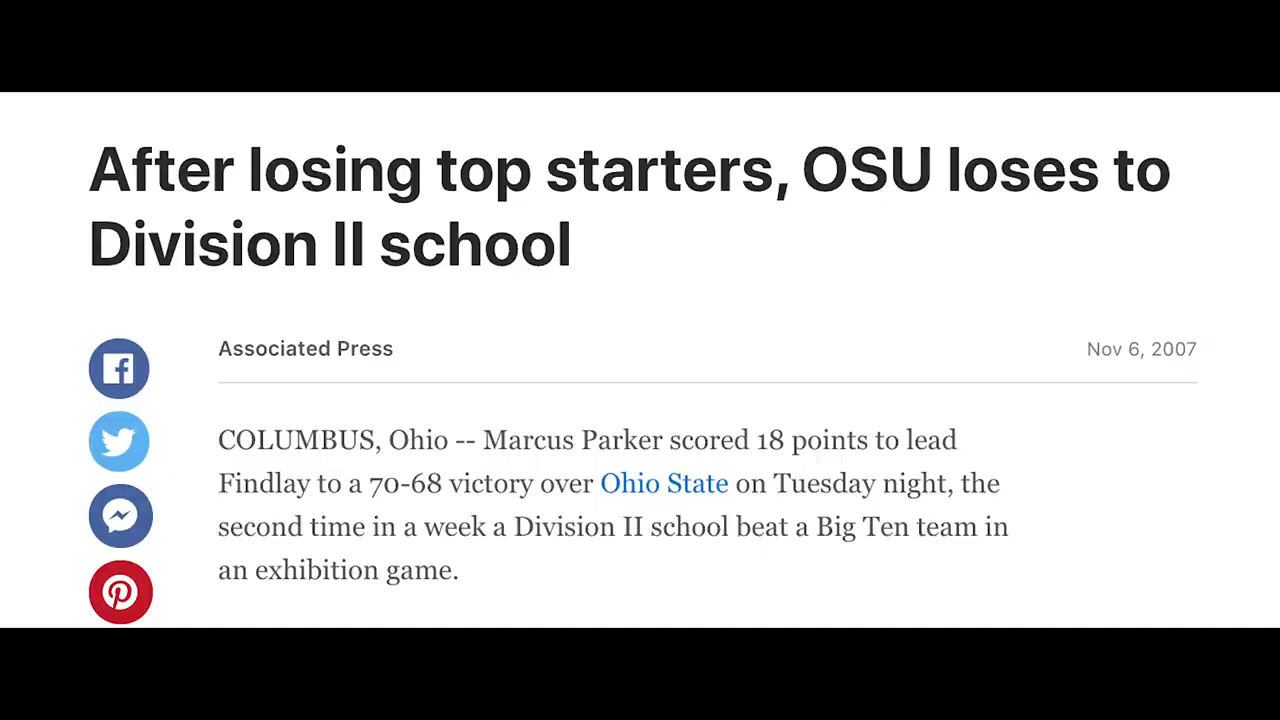 After losing top starters, OSU loses to
Division II school
Associated Press
Nov 6, 2007
COLUMBUS, Ohio -- Marcus Parker scored 18 points to lead
Findlay to a 70-68 victory over Ohio State on Tuesday night, the
second time in a week a Division II school beat a Big Ten team in
an exhibition game.